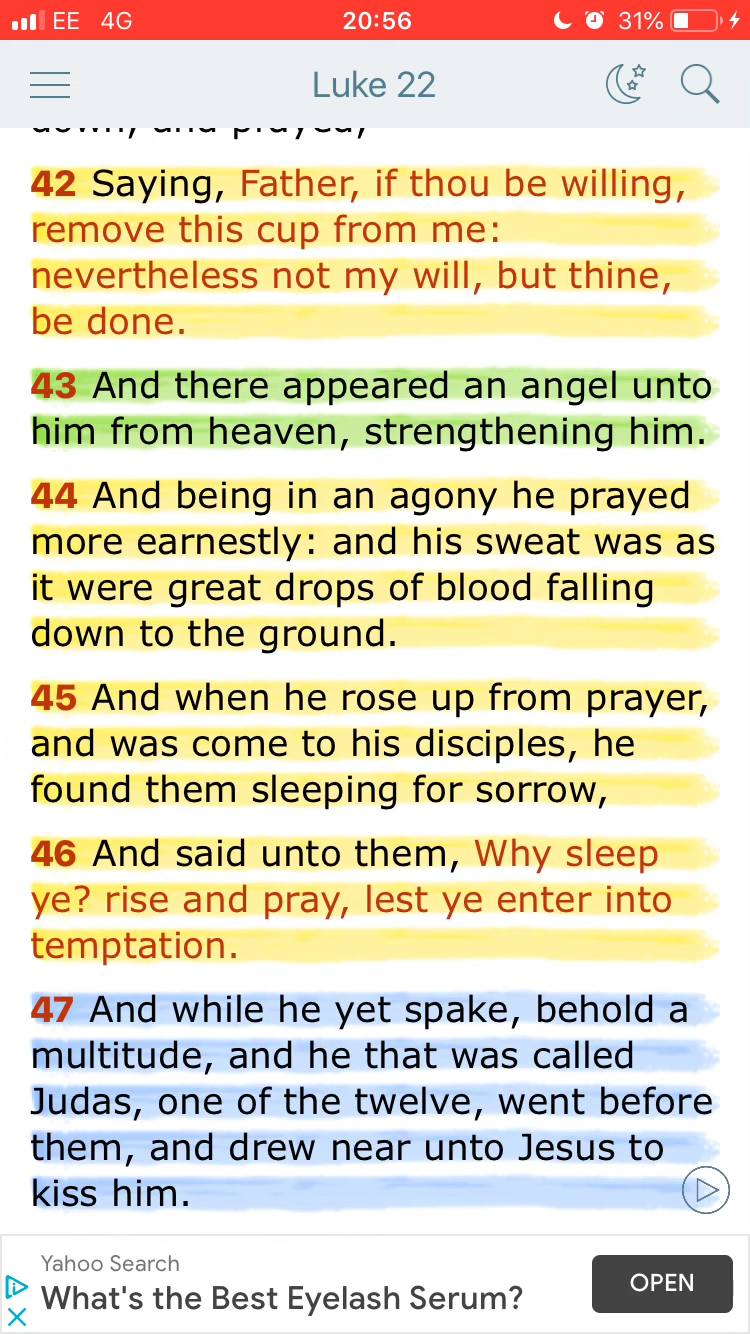 EE 4G 20:56 31%
Luke 22
down, and prayed,
42 Saying, Father, if thou be willing,
remove this cup from me:
nevertheless not my will, but thine,
be done.
43 And there appeared an angel unto
him from heaven, strengthening him.
44 And being in an agony he prayed
more earnestly: and his sweat was as
it were great drops of blood falling
down to the ground.
45 And when he rose up from prayer,
and was come to his disciples, he
found them sleeping for sorrow,
46 And said unto them, Why sleep
ye? rise and pray, lest ye enter into
temptation.
47 And while he yet spake, behold a
multitude, and he that was called
Judas, one of the twelve, went before
them, and drew near unto Jesus to
kiss him.
Yahoo Search
What's the Best Eyelash Serum?
OPEN